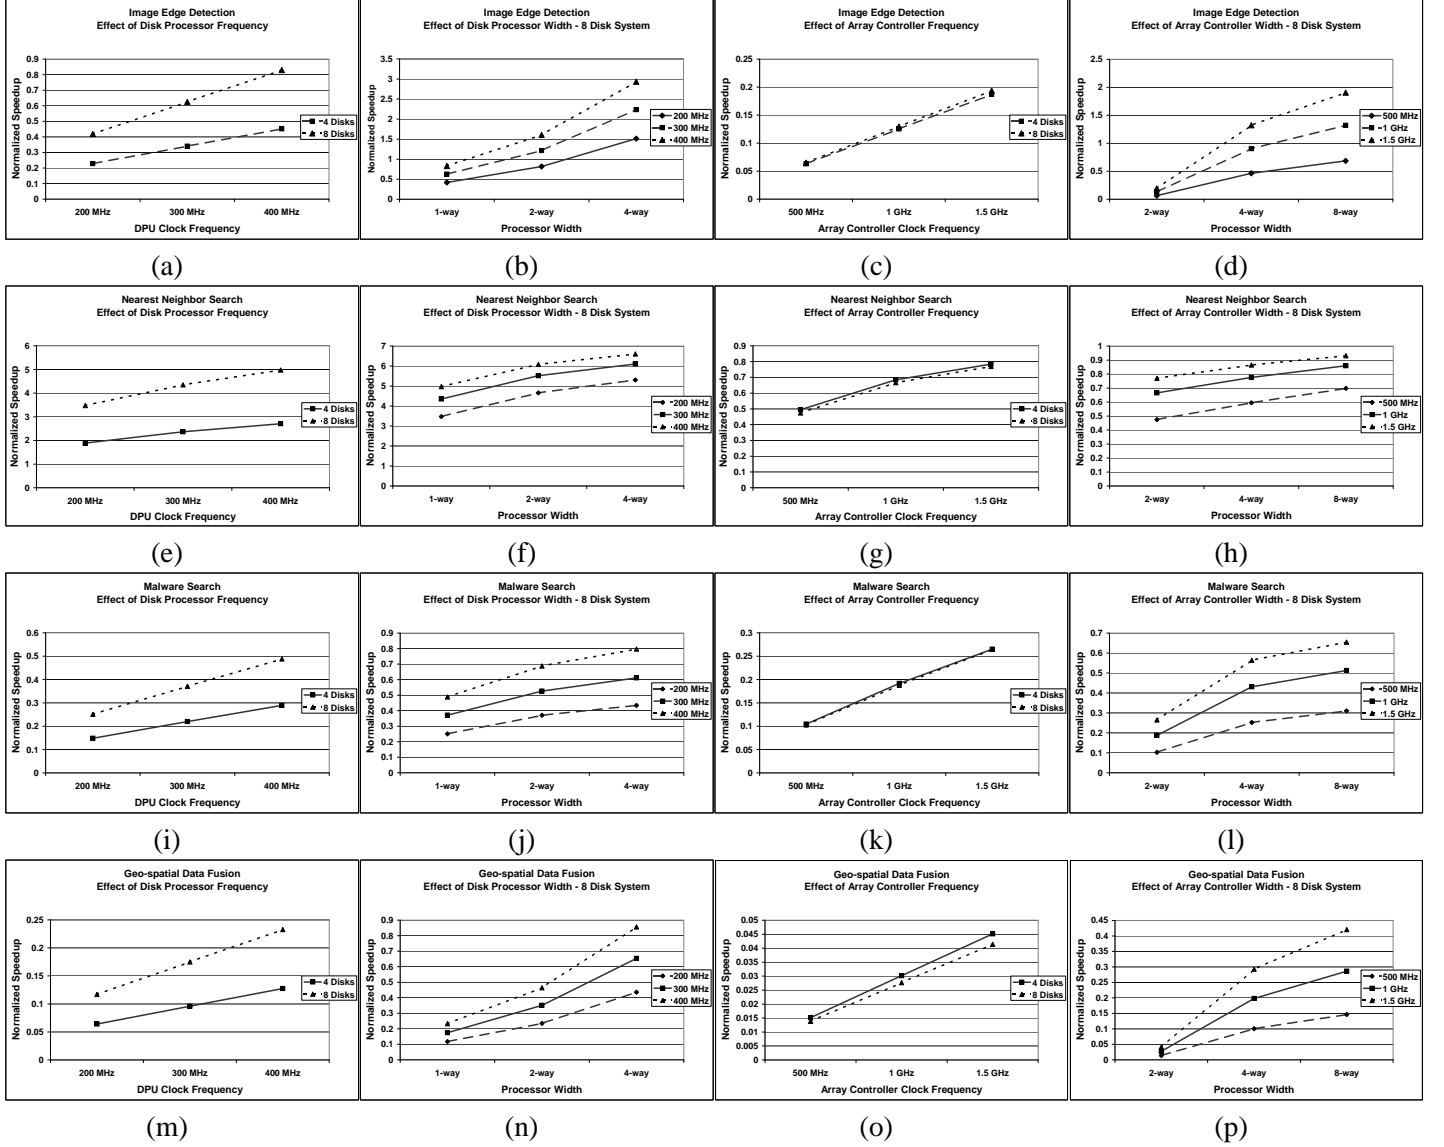 Image Edge Detection
Effect of Disk Processor Frequency
Normalized Speedup
0.9
0.8
0.7
0.6
0.5
0.4
0.3
0.2
0.1
0
200 MHz 300 MHz 400 MHz
DPU Clock Frequency
4 Disks
8 Disks
(a)
Image Edge Detection
Effect of Disk Processor Width - 8 Disk System
Normalized Speedup
3.5
3
2.5
2
1.5
1
0.5
0
1-way 2-way 4-way
Processor Width
200 MHz
300 MHz
400 MHz
(b)
Image Edge Detection
Effect of Array Controller Frequency
Normalized Speedup
0.25
0.2
0.15
0.1
0.05
0
500 MHz 1 GHz 1.5 GHz
Array Controller Clock Frequency
4 Disks
8 Disks
(c)
Image Edge Detection
Effect of Array Controller Width - 8 Disk System
Normalized Speedup
2.5
2
1.5
1
0.5
0
2-way 4-way 8-way
Processor Width
500 MHz
1 GHz
1.5 GHz
(d)
Nearest Neighbor Search
Effect of Disk Processor Frequency
Normalized Speedup
6
5
4
3
2
1
0
200 MHz 300 MHz 400 MHz
DPU Clock Frequency
4 Disks
8 Disks
(e)
Nearest Neighbor Search
Effect of Disk Processor Width - 8 Disk System
Normalized Speedup
7
6
5
4
3
2
1
0
1-way 2-way 4-way
Processor Width
200 MHz
300 MHz
400 MHz
(f)
Nearest Neighbor Search
Effect of Array Controller Frequency
Normalized Speedup
0.9
0.8
0.7
0.6
0.5
0.4
0.3
0.2
0.1
0
500 MHz 1 GHz 1.5 GHz
Array Controller Clock Frequency
4 Disks
8 Disks
(g)
Nearest Neighbor Search
Effect of Array Controller Width - 8 Disk System
Normalized Speedup
1
0.9
0.8
0.7
0.6
0.5
0.4
0.3
0.2
0.1
0
2-way 4-way 8-way
Processor Width
500 MHz
1 GHz
1.5 GHz
(h)
Malware Search
Effect of Disk Processor Frequency
Normalized Speedup
0.6
0.5
0.4
0.3
0.2
0.1
0
200 MHz 300 MHz 400 MHz
DPU Clock Frequency
4 Disks
8 Disks
(i)
Malware Search
Effect of Disk Processor Width - 8 Disk System
Normalized Speedup
0.9
0.8
0.7
0.6
0.5
0.4
0.3
0.2
0.1
0
1-way 2-way 4-way
Processor Width
200 MHz
300 MHz
400 MHz
(j)
Malware Search
Effect of Array Controller Frequency
Normalized Speedup
0.3
0.25
0.2
0.15
0.1
0.05
0
500 MHz 1 GHz 1.5 GHz
Array Controller Clock Frequency
4 Disks
8 Disks
(k)
Malware Search
Effect of Array Controller Width - 8 Disk System
Normalized Speedup
0.7
0.6
0.5
0.4
0.3
0.2
0.1
0
2-way 4-way 8-way
Processor Width
500 MHz
1 GHz
1.5 GHz
(l)
Geo-spatial Data Fusion
Effect of Disk Processor Frequency
Normalized Speedup
0.25
0.2
0.15
0.1
0.05
0
200 MHz 300 MHz 400 MHz
DPU Clock Frequency
4 Disks
8 Disks
(m)
Geo-spatial Data Fusion
Effect of Disk Processor Width - 8 Disk System
Normalized Speedup
0.9
0.8
0.7
0.6
0.5
0.4
0.3
0.2
0.1
0
1-way 2-way 4-way
Processor Width
200 MHz
300 MHz
400 MHz
(n)
Geo-spatial Data Fusion
Effect of Array Controller Frequency
Normalized Speedup
0.05
0.045
0.04
0.035
0.03
0.025
0.02
0.015
0.01
0.005
0
500 MHz 1 GHz 1.5 GHz
Array Controller Clock Frequency
4 Disks
8 Disks
(o)
Geo-spatial Data Fusion
Effect of Array Controller Width - 8 Disk System
Normalized Speedup
0.45
0.4
0.35
0.3
0.25
0.2
0.15
0.1
0.05
0
2-way 4-way 8-way
Processor Width
500 MHz
1 GHz
1.5 GHz
(p)